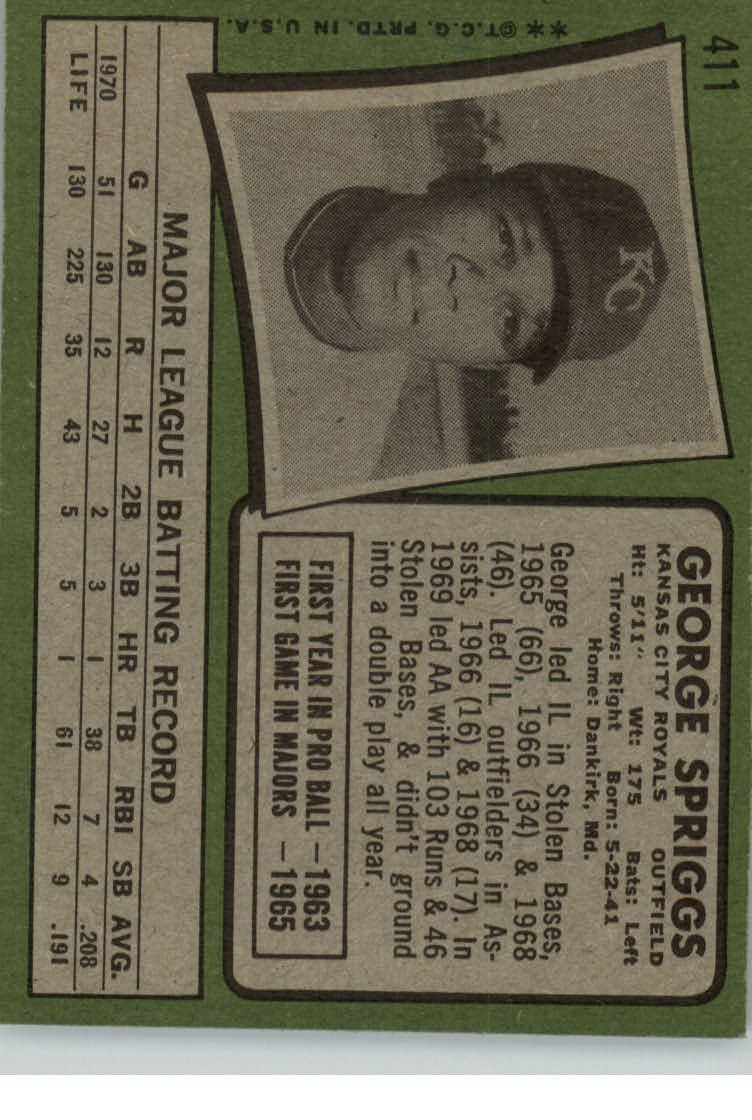 411
KC
GEORGE SPRIGGS
KANSAS CITY ROYALS OUTFIELD
Ht: 5'11" Wt: 175 Bats: Left
Throws: Right Born: 5-22-41
Home: Dankirk, Md.
George led IL in Stolen Bases,
1965 (66), 1966 (34) & 1968
(46). Led IL outfielders in As-
sists, 1966 (16) & 1968 (17). In
1969 led AA with 103 Runs & 46
Stolen Bases, & didn't ground
into a double play all year.
FIRST YEAR IN PRO BALL – 1963
FIRST GAME IN MAJORS – 1965
MAJOR LEAGUE BATTING RECORD
G AB R H 2B 3B HR TB RBI SB AVG.
1970 51 130 12 27 2 3 1 38 7 4 .208
LIFE 130 225 35 43 5 5 1 61 12 9 .191
**©T.C.G. PRTD. IN U.S.A.